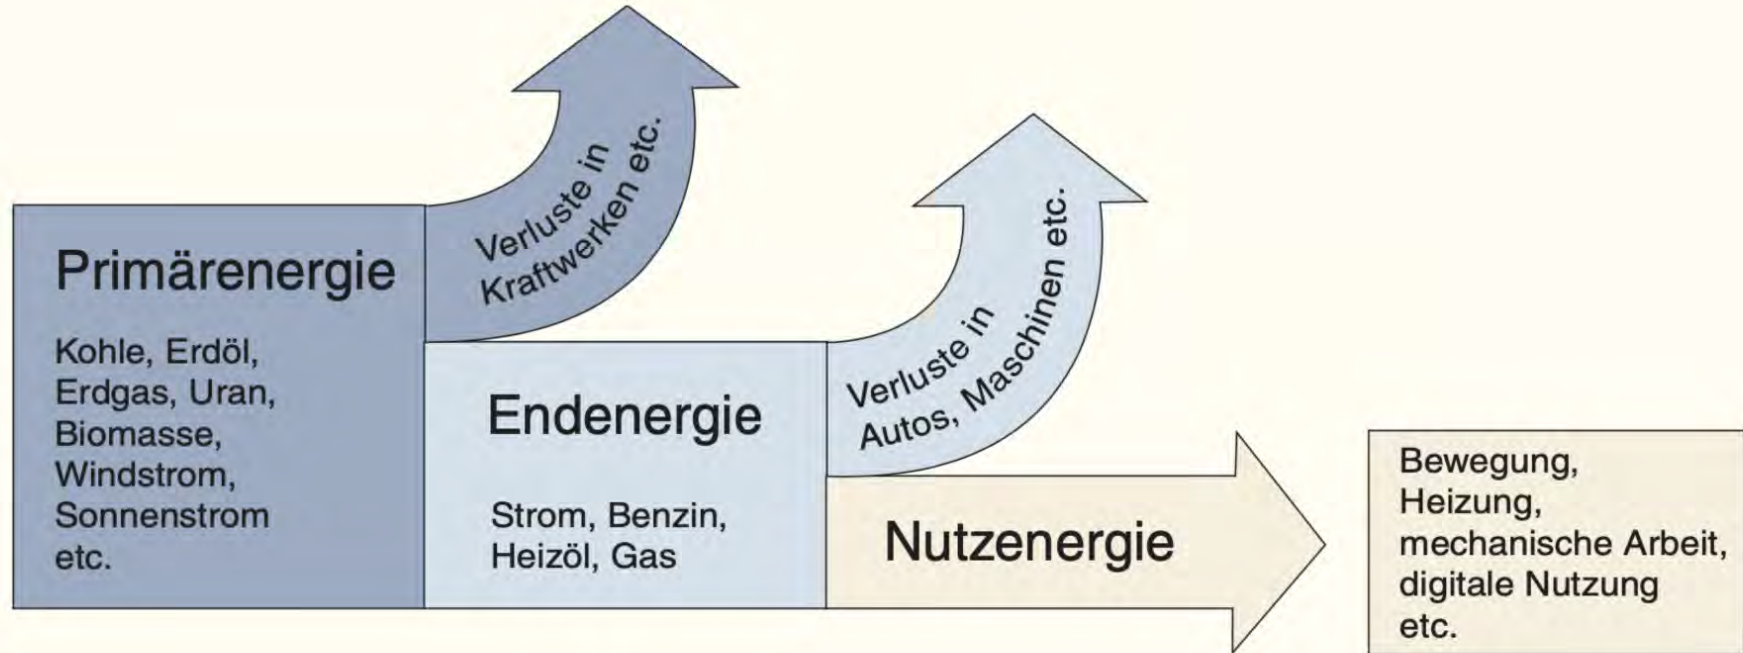 Verluste in
Kraftwerken etc.
Primärenergie
Kohle, Erdöl,
Erdgas, Uran,
Biomasse,
Windstrom,
Sonnenstrom
etc.
Verluste in
Autos, Maschinen etc.
Endenergie
Strom, Benzin,
Heizöl, Gas
Nutzenergie
Bewegung,
Heizung,
mechanische Arbeit,
digitale Nutzung
etc.